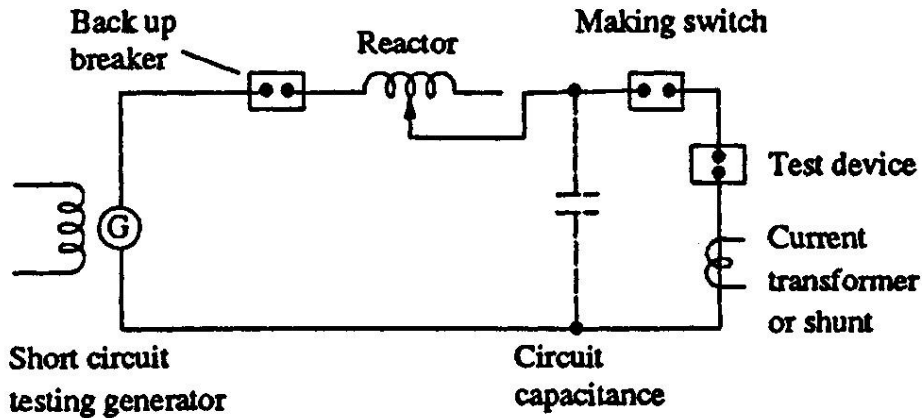 Back up
breaker
Reactor
Making switch
Test device
G
Current
transformer
or shunt
Short circuit
testing generator
Circuit
capacitance